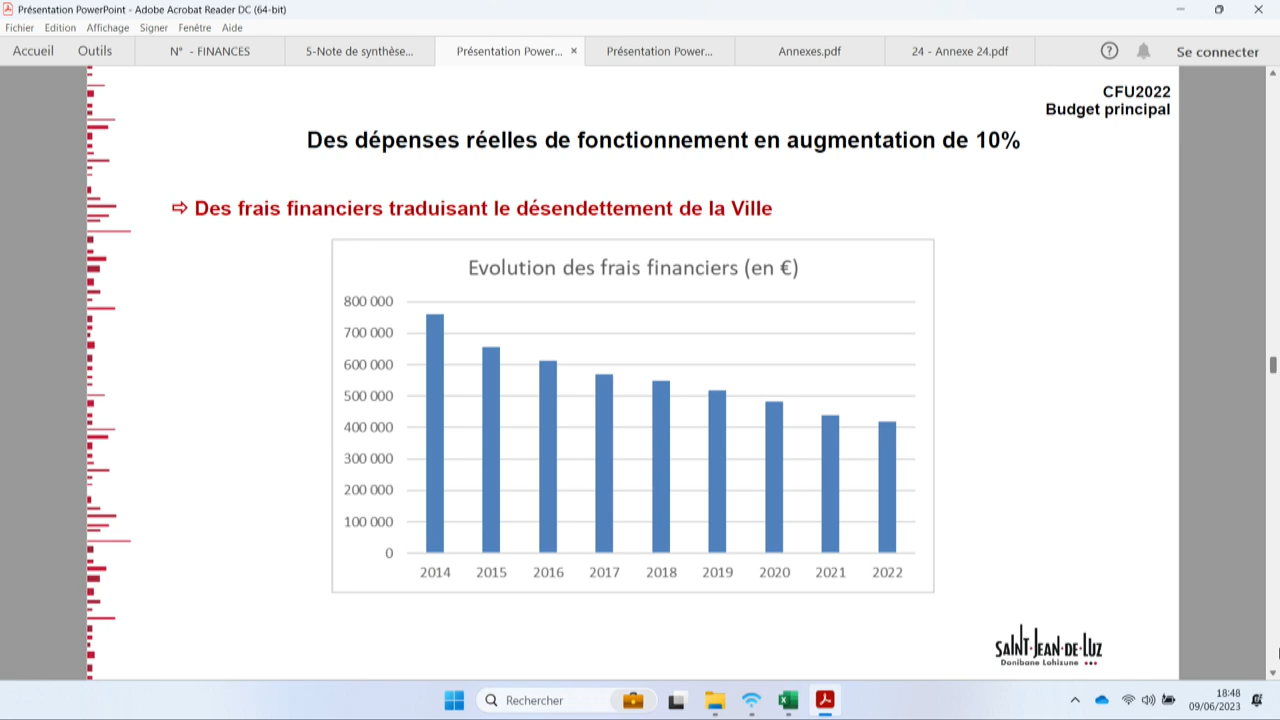 Présentation PowerPoint - Adobe Acrobat Reader DC (64-bit)
Fichier Edition Affichage Signer Fenêtre Aide
Accueil Outils N° - FINANCES 5-Note de synthèse... Présentation Power... × Présentation Power... Annexes.pdf 24 - Annexe 24.pdf ? Se connecter
CFU2022
Budget principal
Des dépenses réelles de fonctionnement en augmentation de 10%
⇨ Des frais financiers traduisant le désendettement de la Ville
Evolution des frais financiers (en €)
800 000
700 000
600 000
500 000
400 000
300 000
200 000
100 000
0
2014 2015 2016 2017 2018 2019 2020 2021 2022
SAINT·JEAN·DE·LUZ
Donibane Lohizune
Rechercher
18:48
09/06/2023